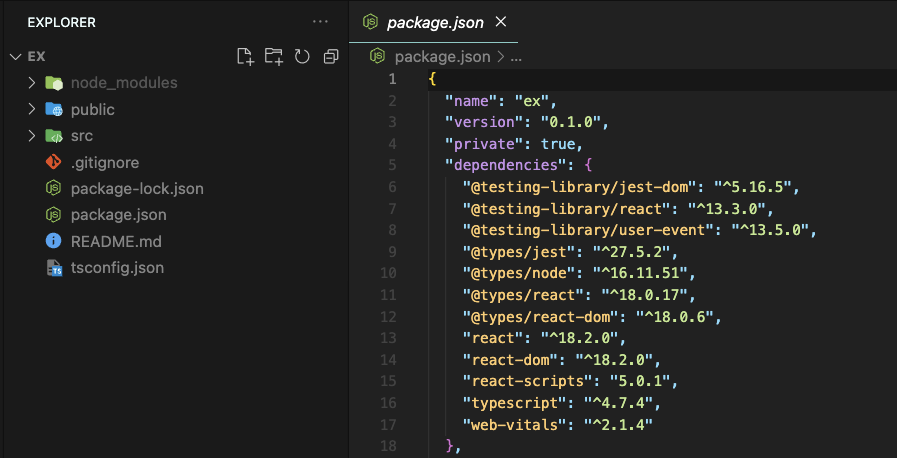 EXPLORER
...
EX
node_modules
public
src
.gitignore
package-lock.json
package.json
README.md
tsconfig.json
package.json
package.json > ...
1 {
2 "name": "ex",
3 "version": "0.1.0",
4 "private": true,
5 "dependencies": {
6 "@testing-library/jest-dom": "^5.16.5",
7 "@testing-library/react": "^13.3.0",
8 "@testing-library/user-event": "^13.5.0",
9 "@types/jest": "^27.5.2",
10 "@types/node": "^16.11.51",
11 "@types/react": "^18.0.17",
12 "@types/react-dom": "^18.0.6",
13 "react": "^18.2.0",
14 "react-dom": "^18.2.0",
15 "react-scripts": "5.0.1",
16 "typescript": "^4.7.4",
17 "web-vitals": "^2.1.4"
18 },